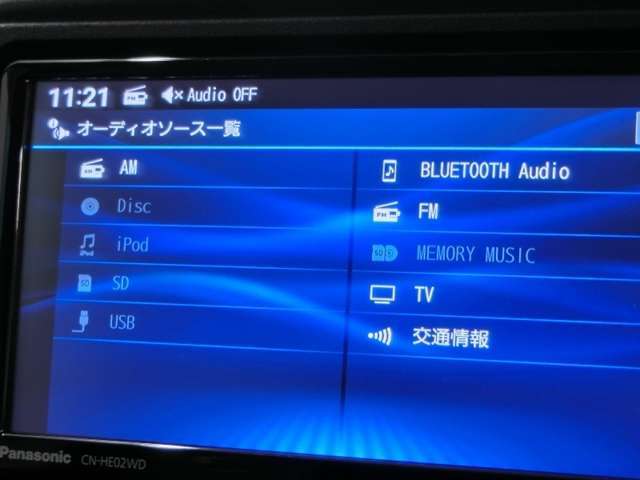 11:21 Audio OFF
オーディオソース一覧
AM
Disc
iPod
SD
USB
BLUETOOTH Audio
FM
MEMORY MUSIC
TV
交通情報
Panasonic CN-HE02WD